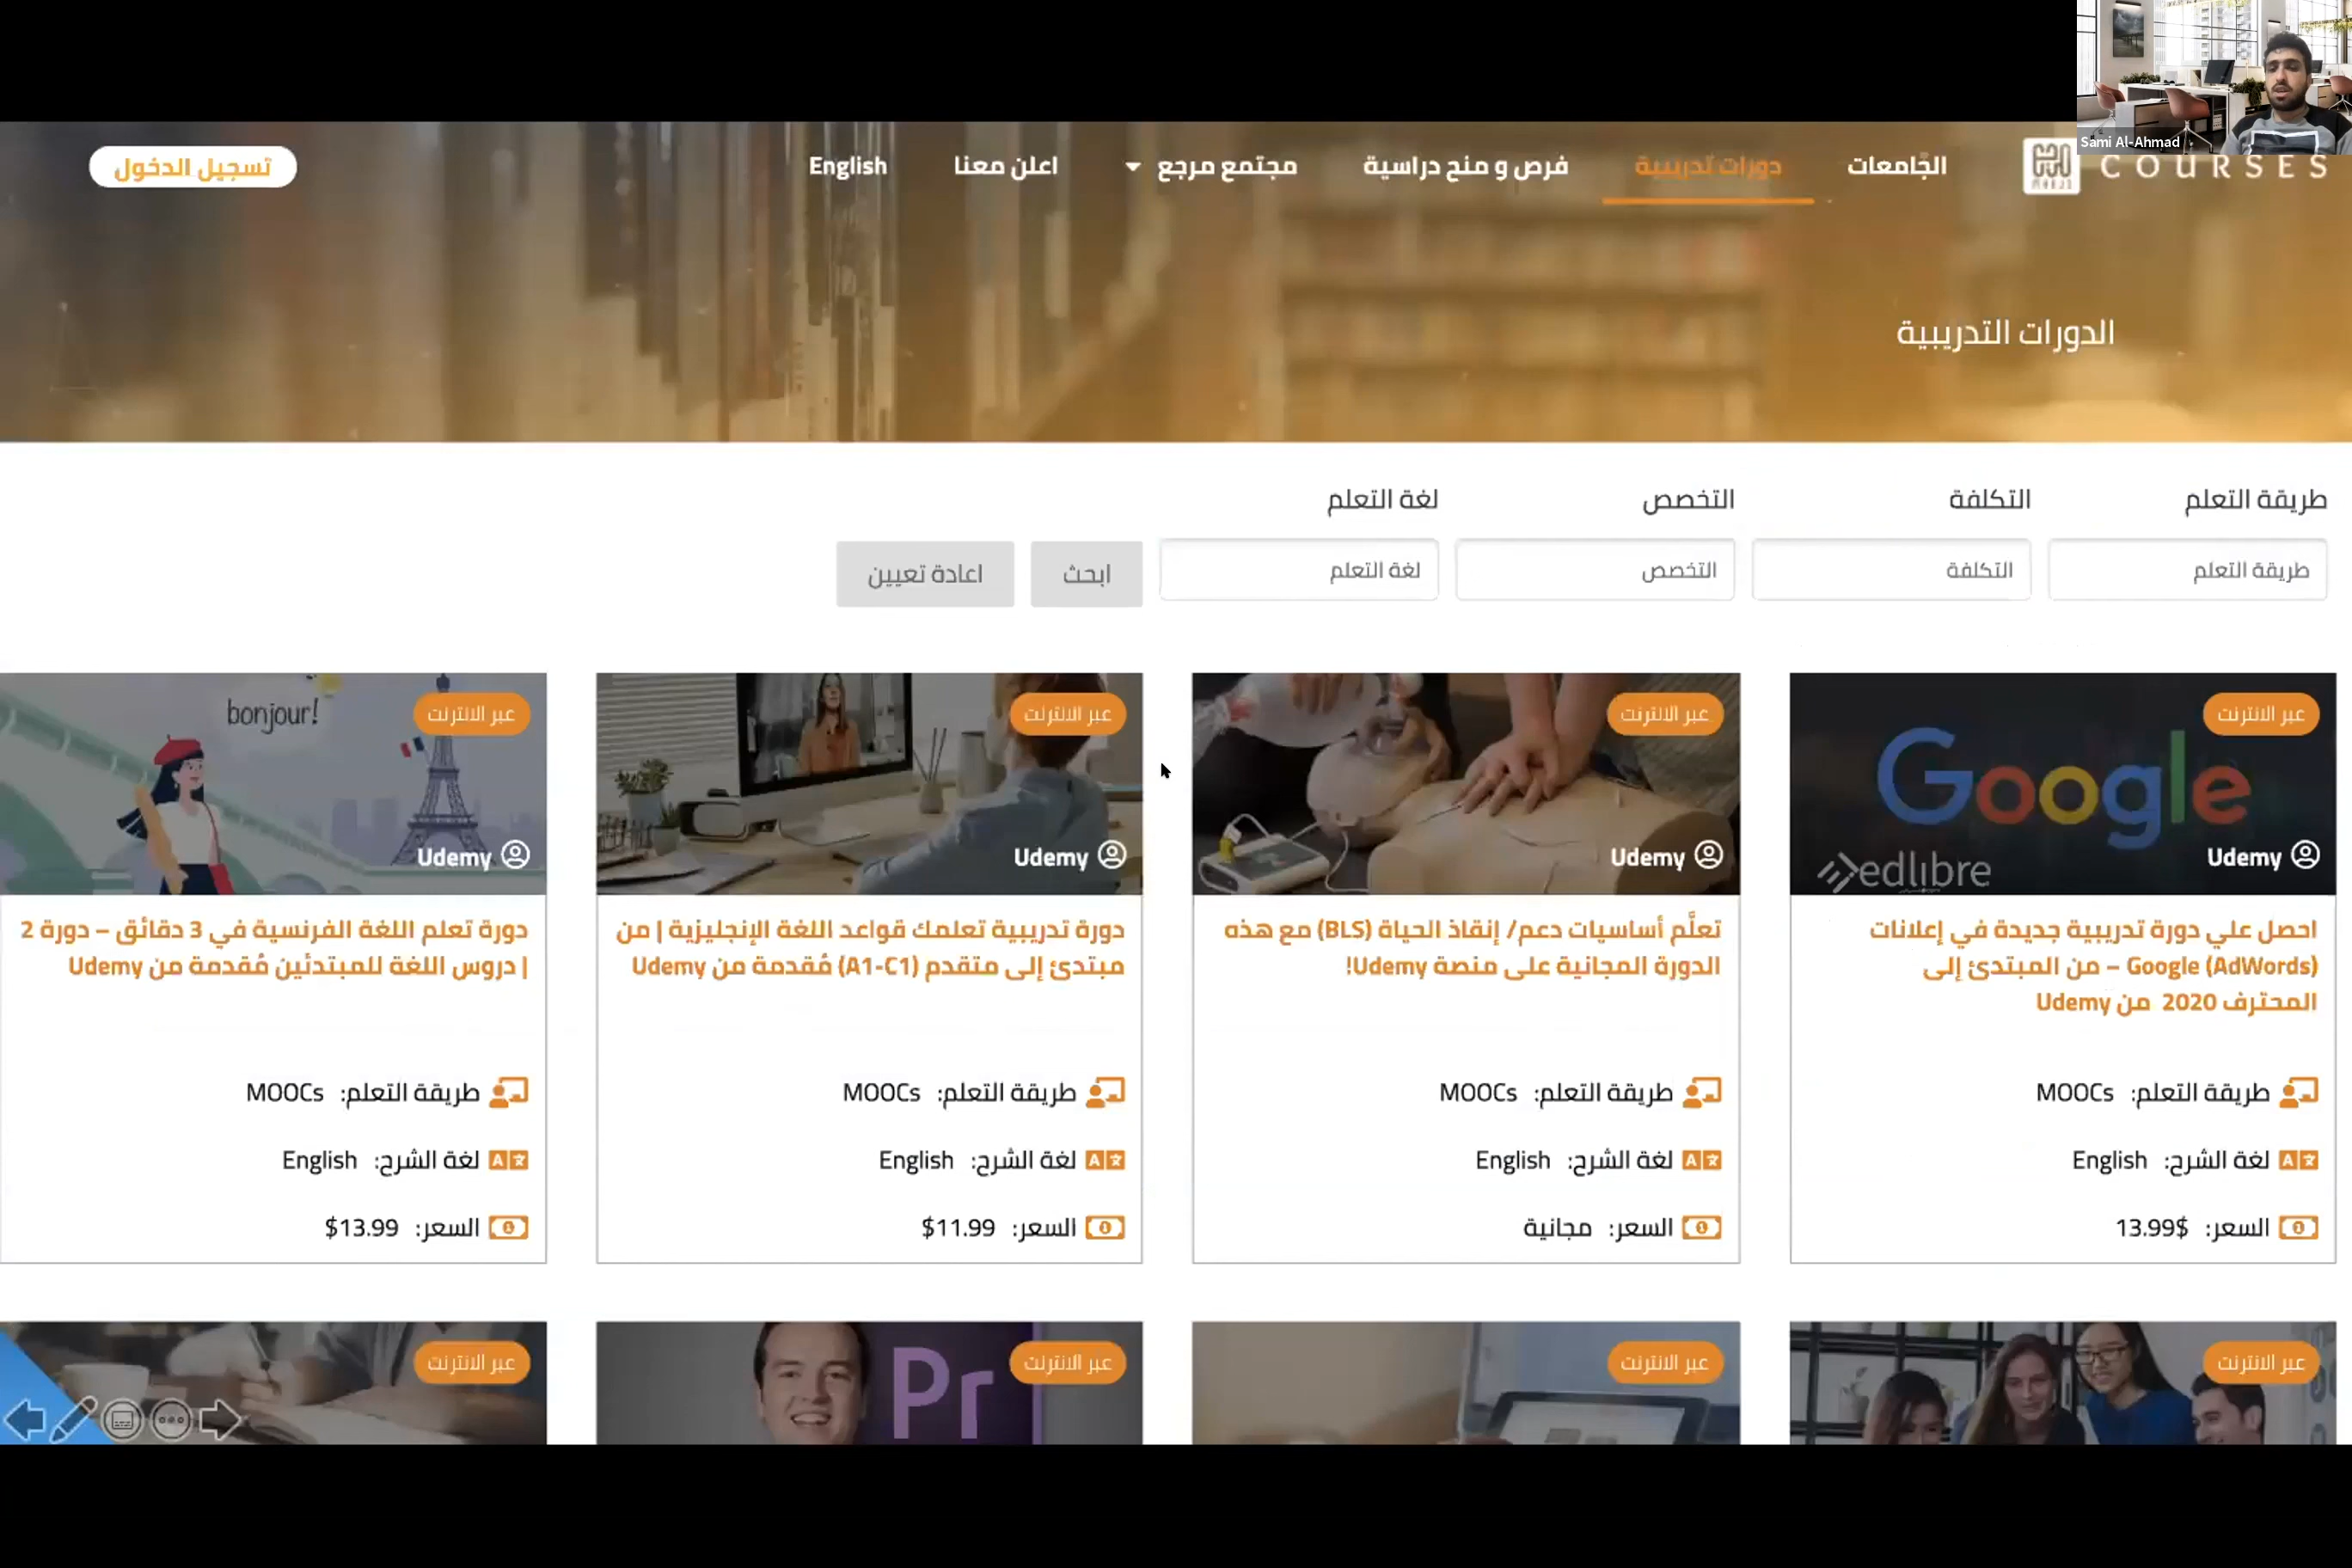 Sami Al-Ahmad
COURSES
الجامعات
دورات تدريبية
فرص و منح دراسية
مجتمع مرجع
اعلن معنا
English
تسجيل الدخول
الدورات التدريبية
طريقة التعلم
التكلفة
التخصص
لغة التعلم
طريقة التعلم
التكلفة
التخصص
لغة التعلم
ابحث
اعادة تعيين
عبر الانترنت
Google
edlibre
Udemy
احصل علي دورة تدريبية جديدة في إعلانات
Google (AdWords) – من المبتدئ إلى
المحترف 2020 من Udemy
طريقة التعلم: MOOCs
لغة الشرح: English
السعر: 13.99$
عبر الانترنت
Udemy
تعلَّم أساسيات دعم/ إنقاذ الحياة (BLS) مع هذه
الدورة المجانية على منصة Udemy!
طريقة التعلم: MOOCs
لغة الشرح: English
السعر: مجانية
عبر الانترنت
Udemy
دورة تدريبية تعلمك قواعد اللغة الإنجليزية | من
مبتدئ إلى متقدم (A1-C1) مُقدمة من Udemy
طريقة التعلم: MOOCs
لغة الشرح: English
السعر: $11.99
bonjour!
عبر الانترنت
Udemy
دورة تعلم اللغة الفرنسية في 3 دقائق – دورة 2
| دروس اللغة للمبتدئين مُقدمة من Udemy
طريقة التعلم: MOOCs
لغة الشرح: English
السعر: $13.99
عبر الانترنت
عبر الانترنت
عبر الانترنت
Pr
عبر الانترنت